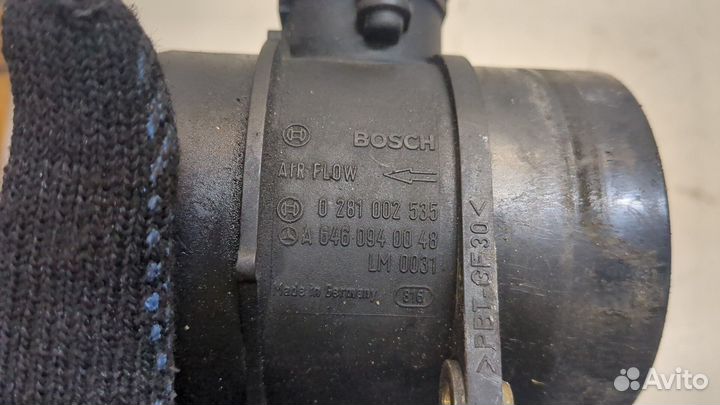 BOSCH
AIR FLOW
0 281 002 535
A 646 094 00 48
LM 0031
Made in Germany 316
>PBT-GF30<
Avito